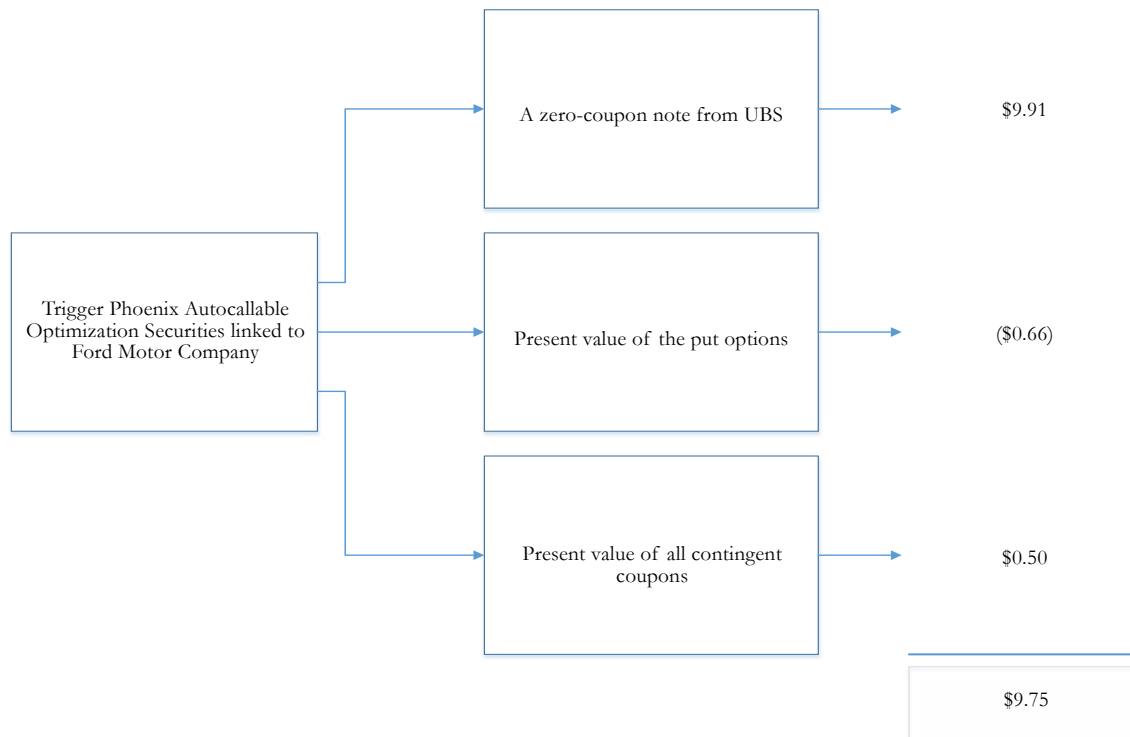 A zero-coupon note from UBS
$9.91
Trigger Phoenix Autocallable
Optimization Securities linked to
Ford Motor Company
Present value of the put options
($0.66)
Present value of all contingent
coupons
$0.50
$9.75